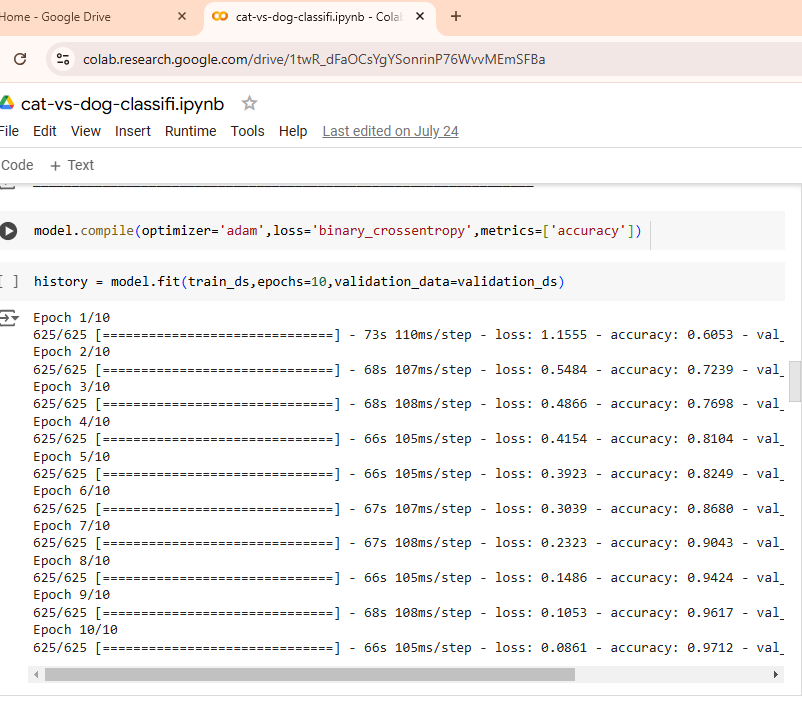 Home - Google Drive
cat-vs-dog-classifi.ipynb - Cola
colab.research.google.com/drive/1twR_dFaOCsYgYSonrinP76WvvMEmSFBa
cat-vs-dog-classifi.ipynb
File Edit View Insert Runtime Tools Help Last edited on July 24
Code + Text
model.compile(optimizer='adam',loss='binary_crossentropy',metrics=['accuracy'])
[ ] history = model.fit(train_ds,epochs=10,validation_data=validation_ds)
Epoch 1/10
625/625 [==============================] - 73s 110ms/step - loss: 1.1555 - accuracy: 0.6053 - val_
Epoch 2/10
625/625 [==============================] - 68s 107ms/step - loss: 0.5484 - accuracy: 0.7239 - val_
Epoch 3/10
625/625 [==============================] - 68s 108ms/step - loss: 0.4866 - accuracy: 0.7698 - val_
Epoch 4/10
625/625 [==============================] - 66s 105ms/step - loss: 0.4154 - accuracy: 0.8104 - val_
Epoch 5/10
625/625 [==============================] - 66s 105ms/step - loss: 0.3923 - accuracy: 0.8249 - val_
Epoch 6/10
625/625 [==============================] - 67s 107ms/step - loss: 0.3039 - accuracy: 0.8680 - val_
Epoch 7/10
625/625 [==============================] - 67s 108ms/step - loss: 0.2323 - accuracy: 0.9043 - val_
Epoch 8/10
625/625 [==============================] - 66s 105ms/step - loss: 0.1486 - accuracy: 0.9424 - val_
Epoch 9/10
625/625 [==============================] - 68s 108ms/step - loss: 0.1053 - accuracy: 0.9617 - val_
Epoch 10/10
625/625 [==============================] - 66s 105ms/step - loss: 0.0861 - accuracy: 0.9712 - val_